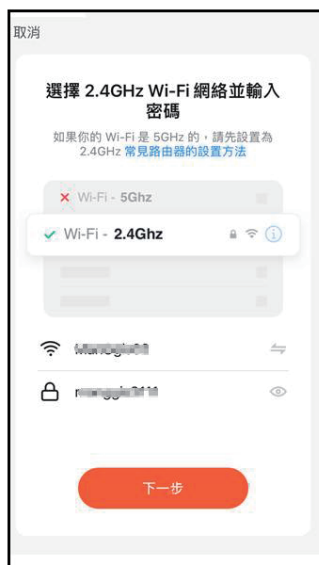 取消
選擇 2.4GHz Wi-Fi 網絡並輸入
密碼
如果你的 Wi-Fi 是 5GHz 的，請先設置為
2.4GHz 常見路由器的設置方法
Wi-Fi - 5Ghz
Wi-Fi - 2.4Ghz
下一步